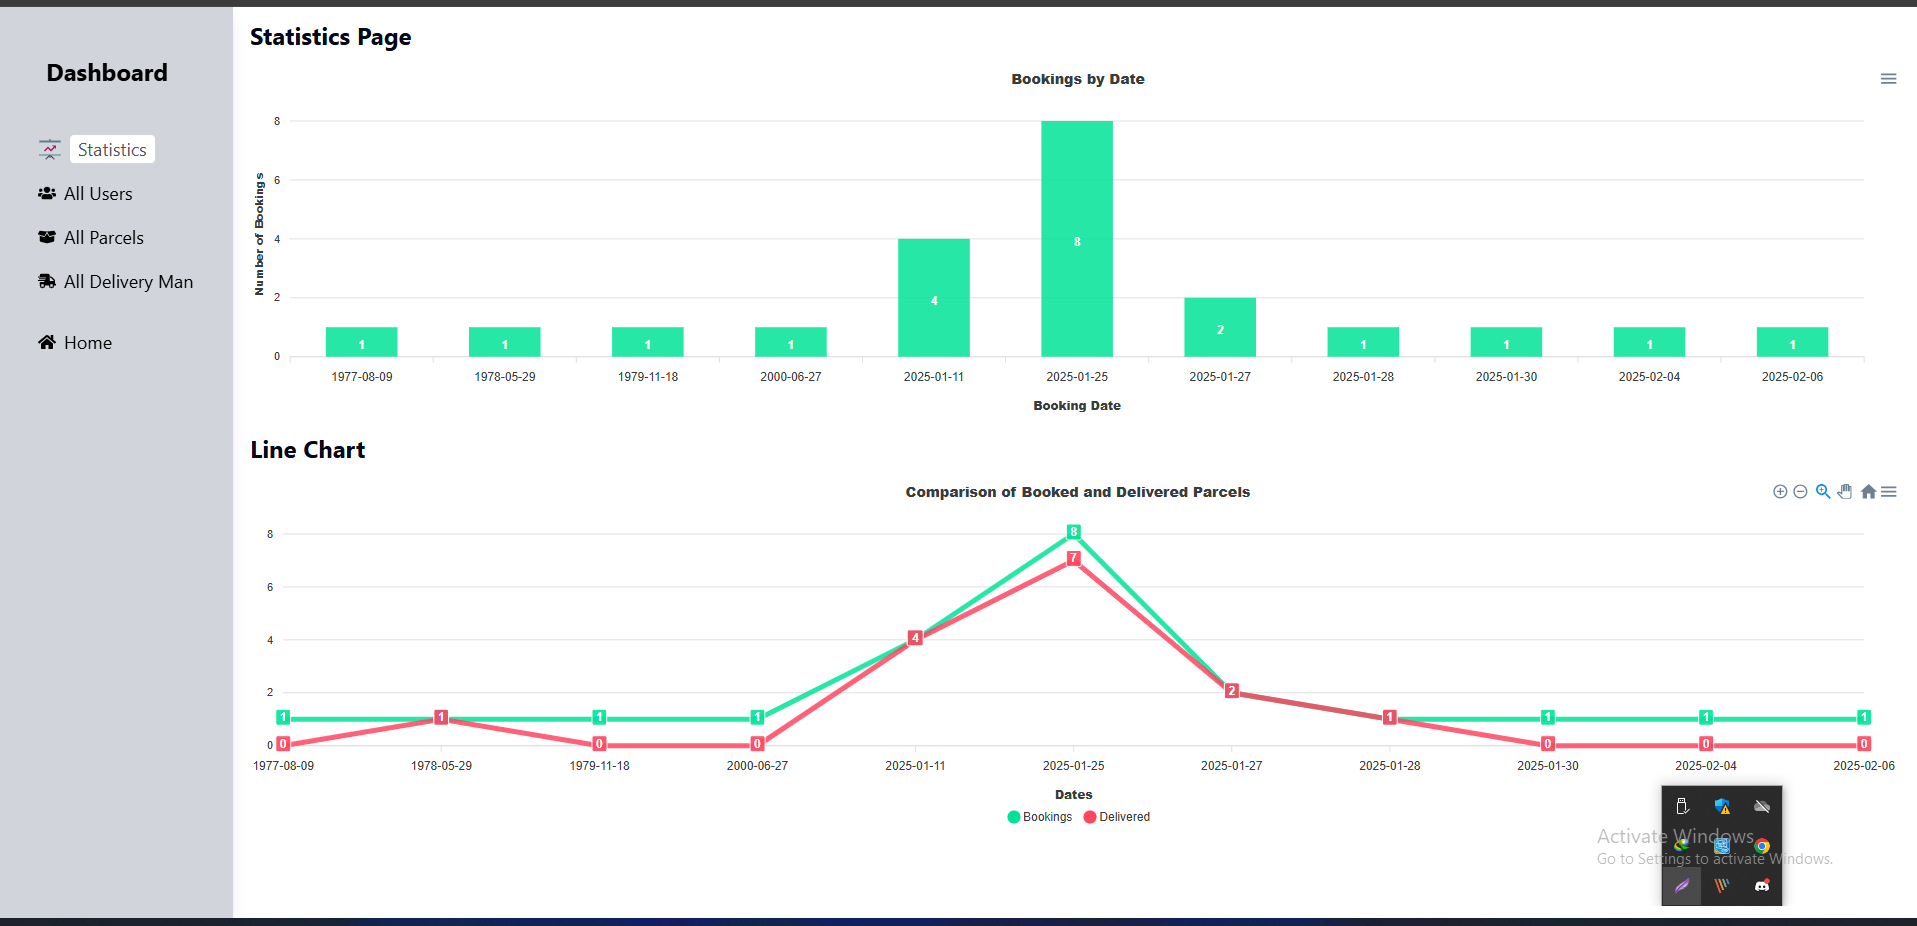 Dashboard
Statistics
All Users
All Parcels
All Delivery Man
Home
Statistics Page
Bookings by Date
Number of Bookings
8
6
4
2
0
1
1
1
1
4
8
2
1
1
1
1
1977-08-09 1978-05-29 1979-11-18 2000-06-27 2025-01-11 2025-01-25 2025-01-27 2025-01-28 2025-01-30 2025-02-04 2025-02-06
Booking Date
Line Chart
Comparison of Booked and Delivered Parcels
8
6
4
2
0
1 1 1 1 8 1 1 1
0 1 0 0 4 7 2 1 0 0 0
1977-08-09 1978-05-29 1979-11-18 2000-06-27 2025-01-11 2025-01-25 2025-01-27 2025-01-28 2025-01-30 2025-02-04 2025-02-06
Dates
Bookings Delivered
Activate Windows
Go to Settings to activate Windows.